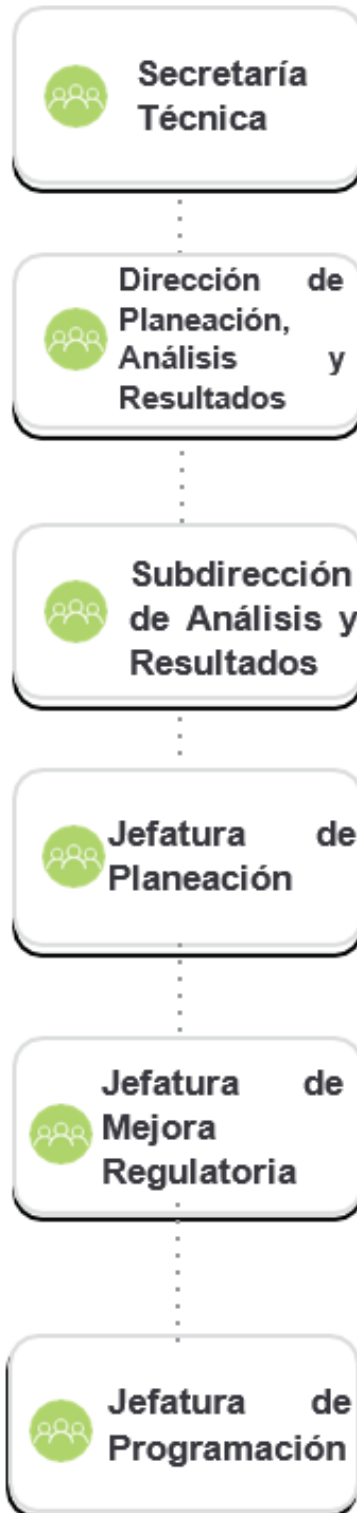 Secretaría
Técnica
Dirección de
Planeación,
Análisis y
Resultados
Subdirección
de Análisis y
Resultados
Jefatura de
Planeación
Jefatura de
Mejora
Regulatoria
Jefatura de
Programación